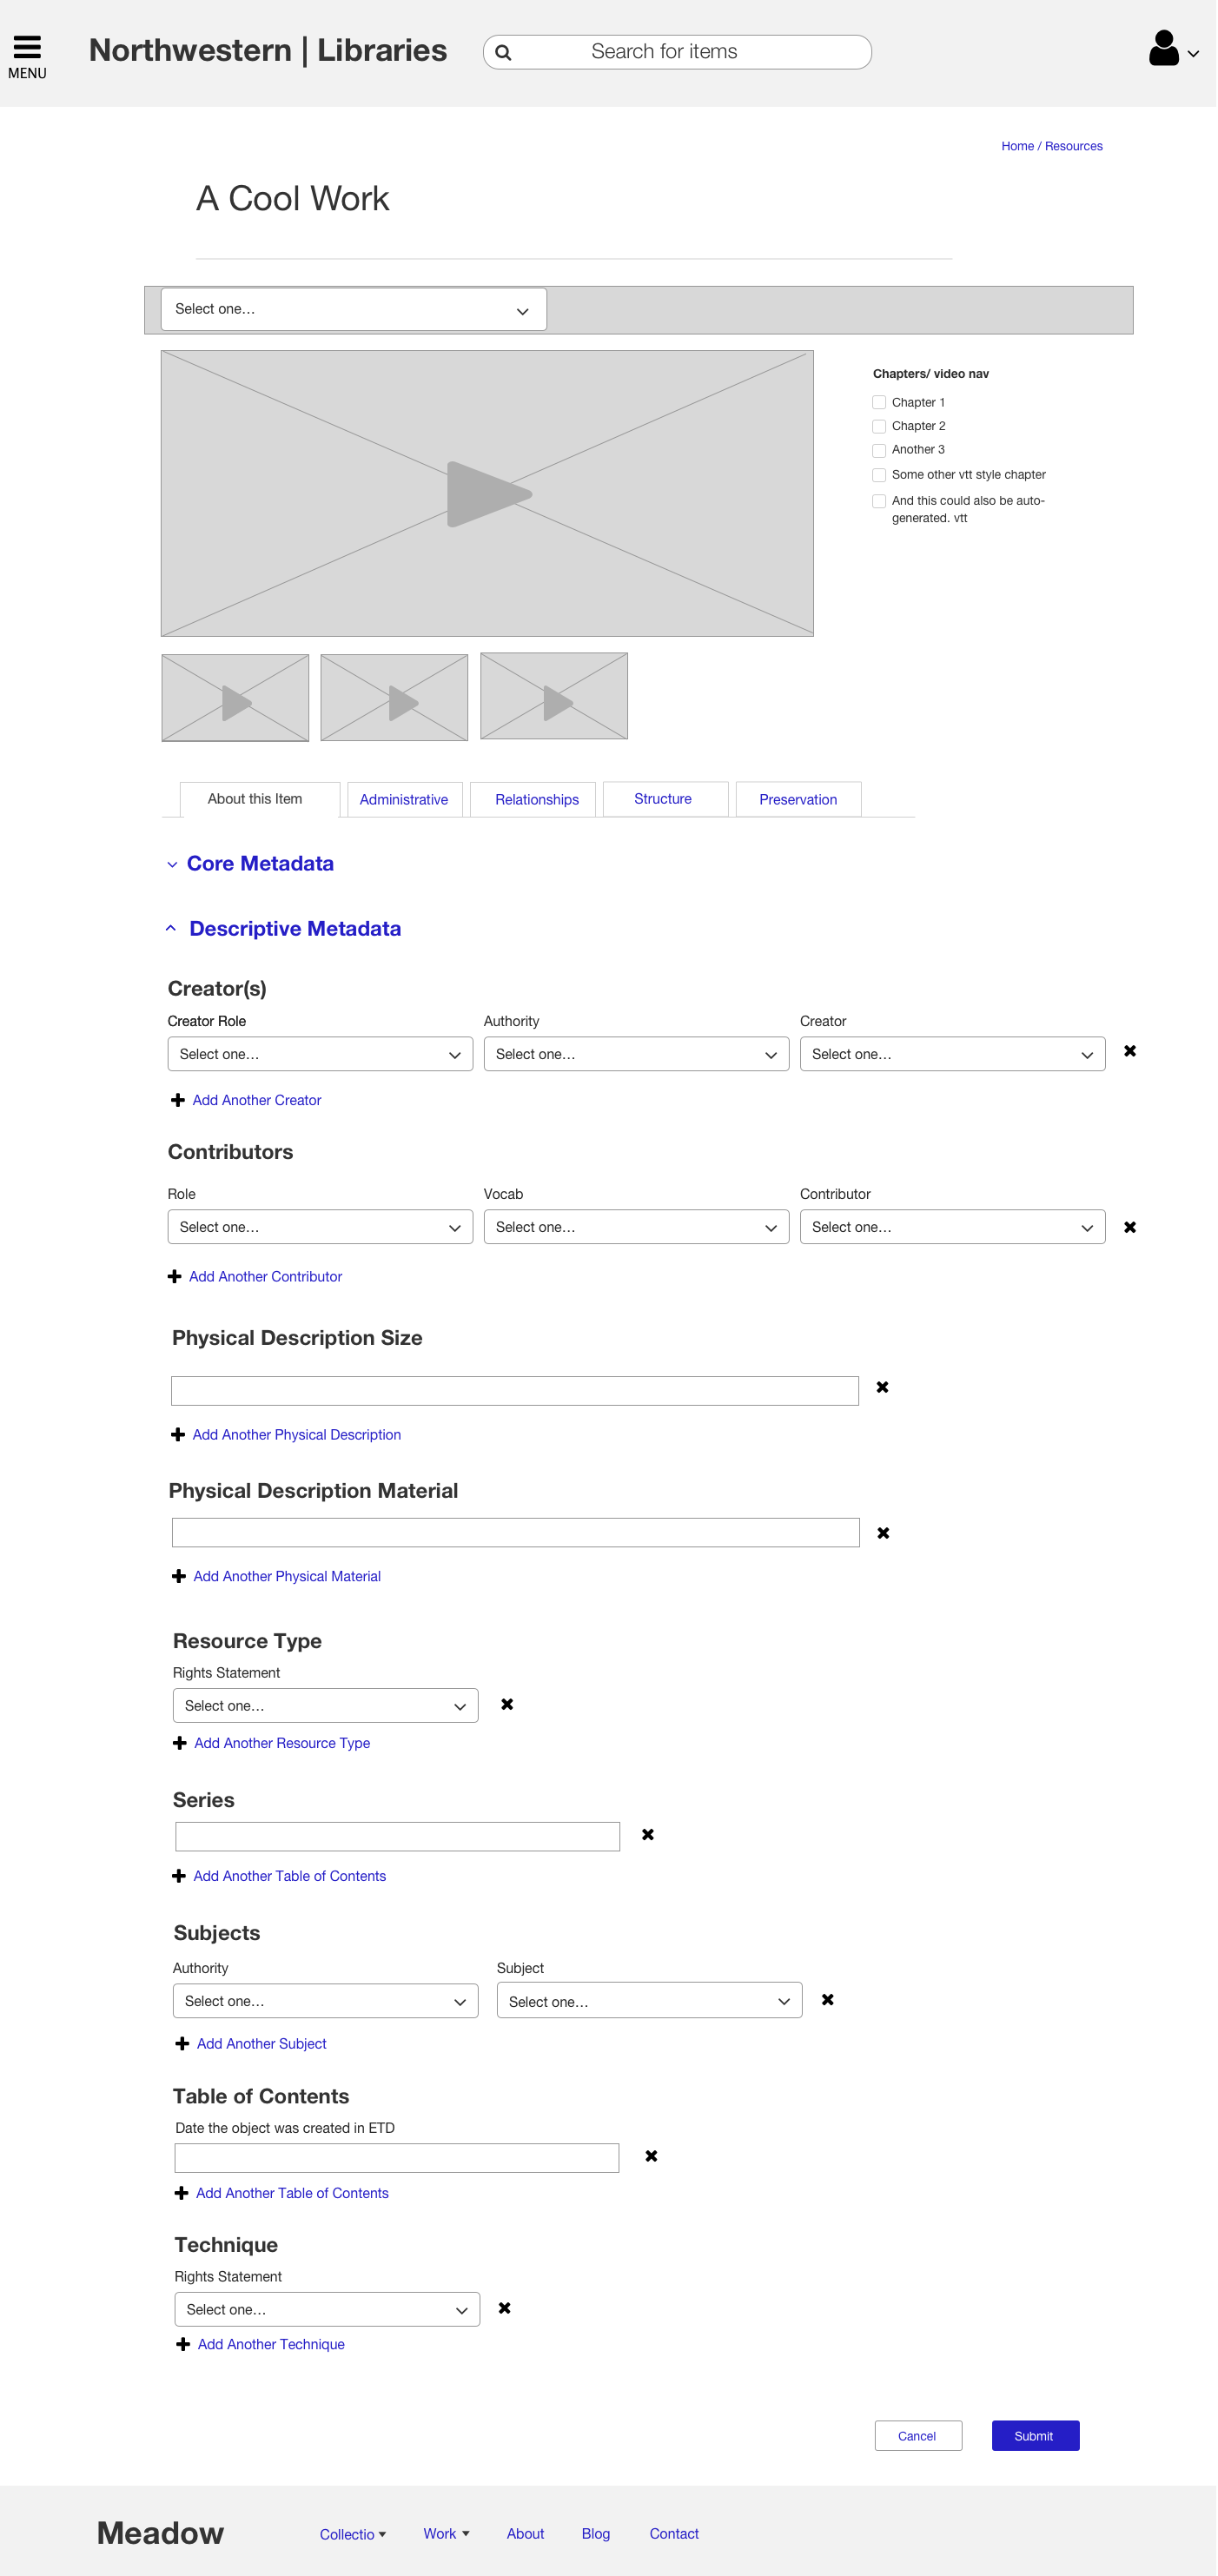 MENU
Northwestern | Libraries
Search for items
Home / Resources
A Cool Work
Select one...
Chapters/ video nav
Chapter 1
Chapter 2
Another 3
Some other vtt style chapter
And this could also be auto-
generated. vtt
About this Item
Administrative
Relationships
Structure
Preservation
Core Metadata
Descriptive Metadata
Creator(s)
Creator Role
Authority
Creator
Select one...
Select one...
Select one...
Add Another Creator
Contributors
Role
Vocab
Contributor
Select one...
Select one...
Select one...
Add Another Contributor
Physical Description Size
Add Another Physical Description
Physical Description Material
Add Another Physical Material
Resource Type
Rights Statement
Select one...
Add Another Resource Type
Series
Add Another Table of Contents
Subjects
Authority
Subject
Select one...
Select one...
Add Another Subject
Table of Contents
Date the object was created in ETD
Add Another Table of Contents
Technique
Rights Statement
Select one...
Add Another Technique
Cancel
Submit
Meadow
Collectio
Work
About
Blog
Contact